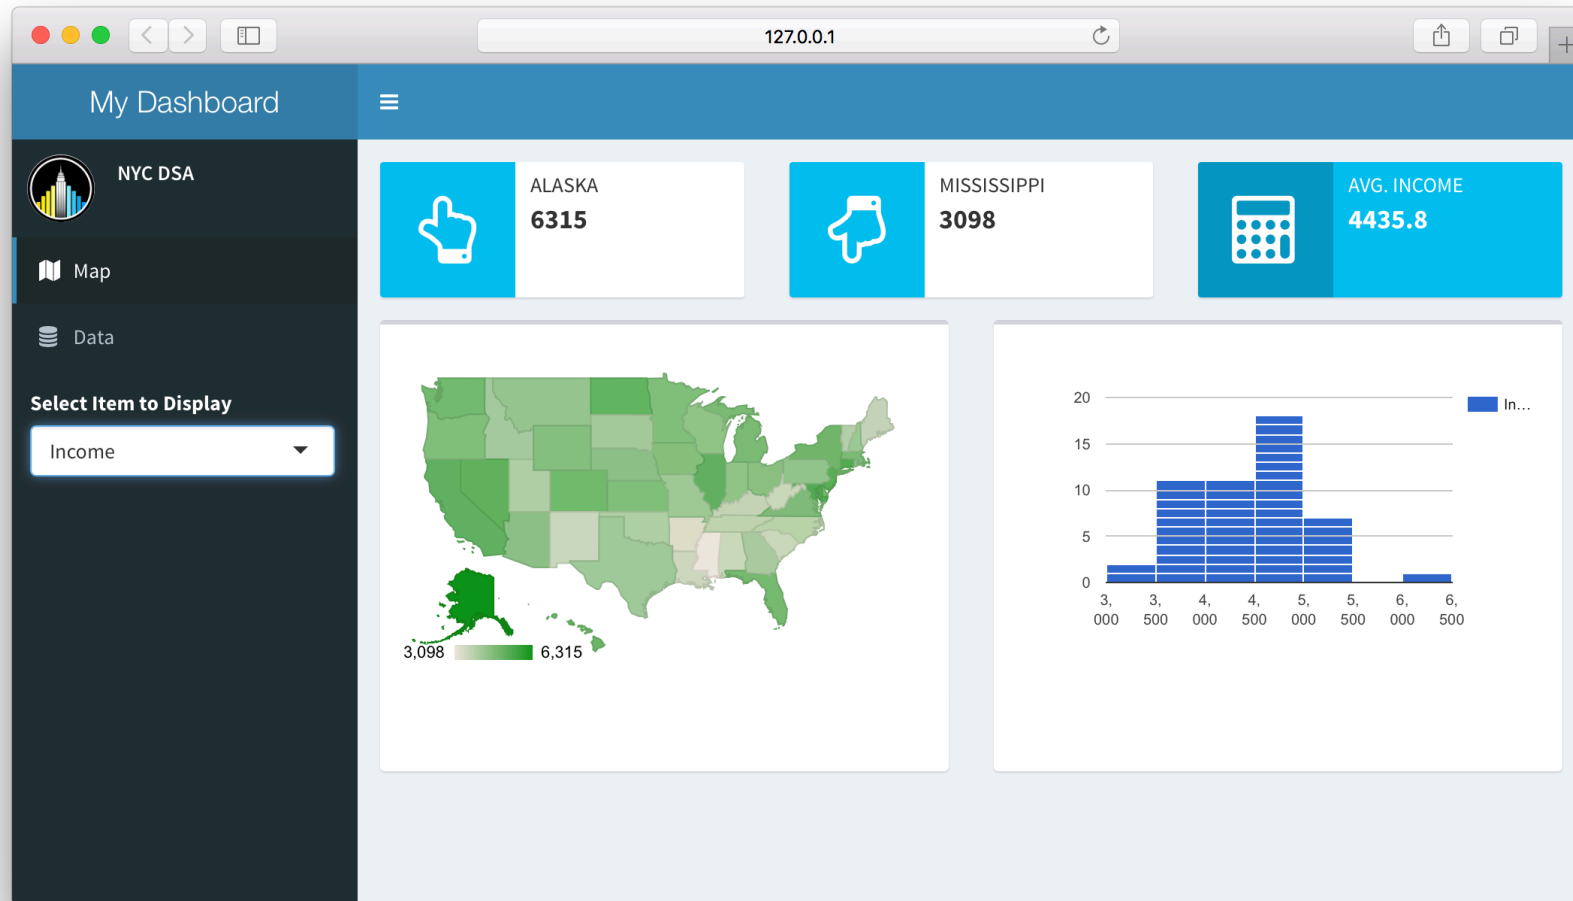 127.0.0.1
My Dashboard
NYC DSA
Map
Data
Select Item to Display
Income
ALASKA
6315
MISSISSIPPI
3098
AVG. INCOME
4435.8
3,098
6,315
20
15
10
5
0
In...
3,
000
3,
500
4,
000
4,
500
5,
000
5,
500
6,
000
6,
500